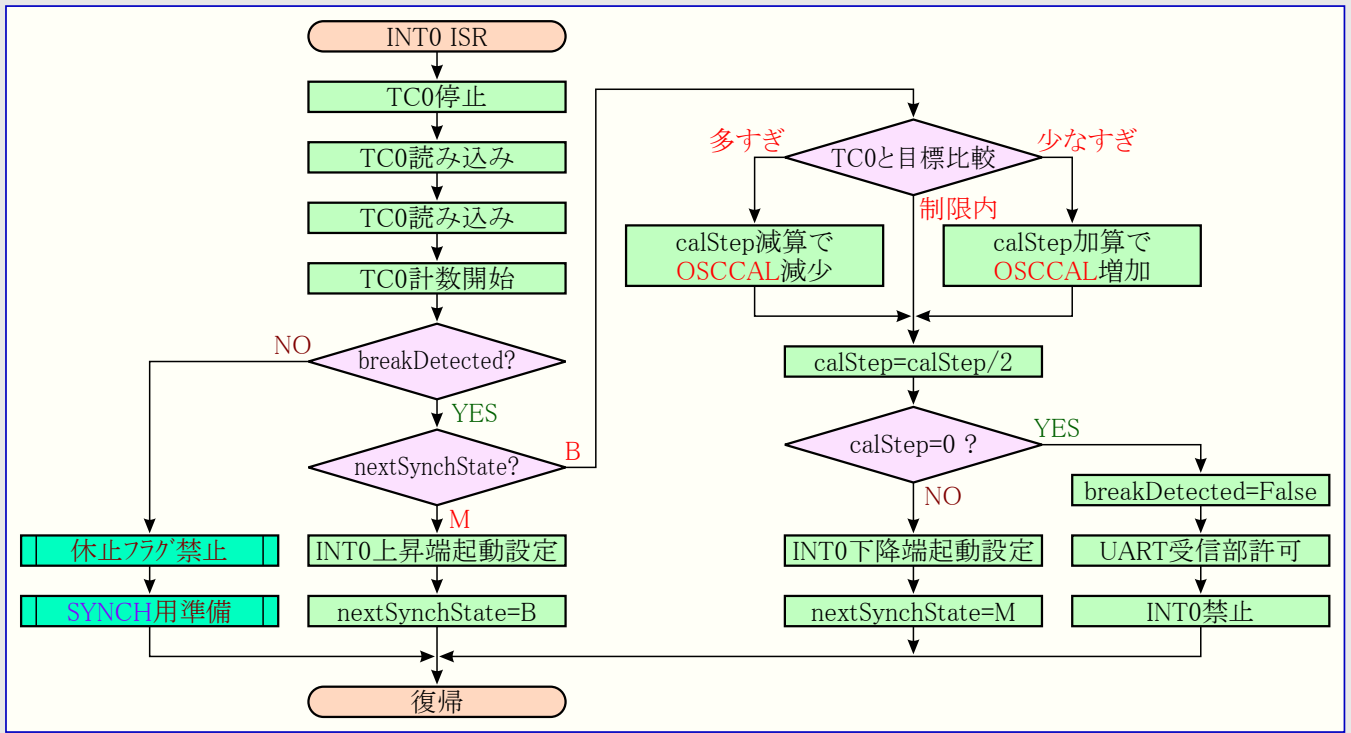 INT0 ISR
TC0停止
TC0読み込み
TC0読み込み
TC0計数開始
breakDetected?
NO
YES
nextSynchState?
B
M
休止フラグ禁止
SYNCH用準備
INT0上昇端起動設定
nextSynchState=B
TC0と目標比較
多すぎ
少なすぎ
制限内
calStep減算で
OSCCAL減少
calStep加算で
OSCCAL増加
calStep=calStep/2
calStep=0 ?
YES
NO
INT0下降端起動設定
nextSynchState=M
breakDetected=False
UART受信部許可
INT0禁止
復帰